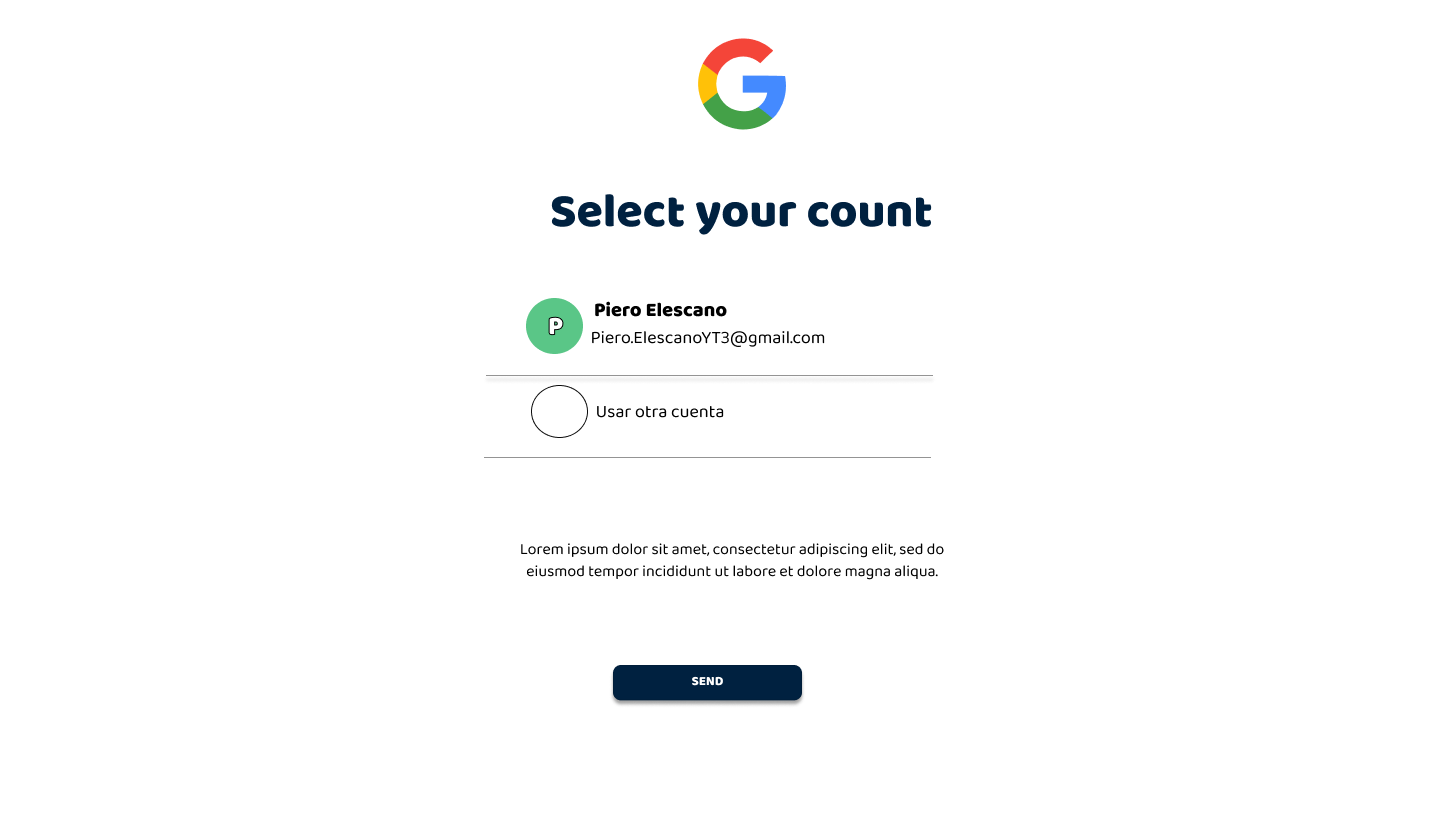 Select your count
P
Piero Elescano
Piero.ElescanoYT3@gmail.com
Usar otra cuenta
Lorem ipsum dolor sit amet, consectetur adipiscing elit, sed do
eiusmod tempor incididunt ut labore et dolore magna aliqua.
SEND